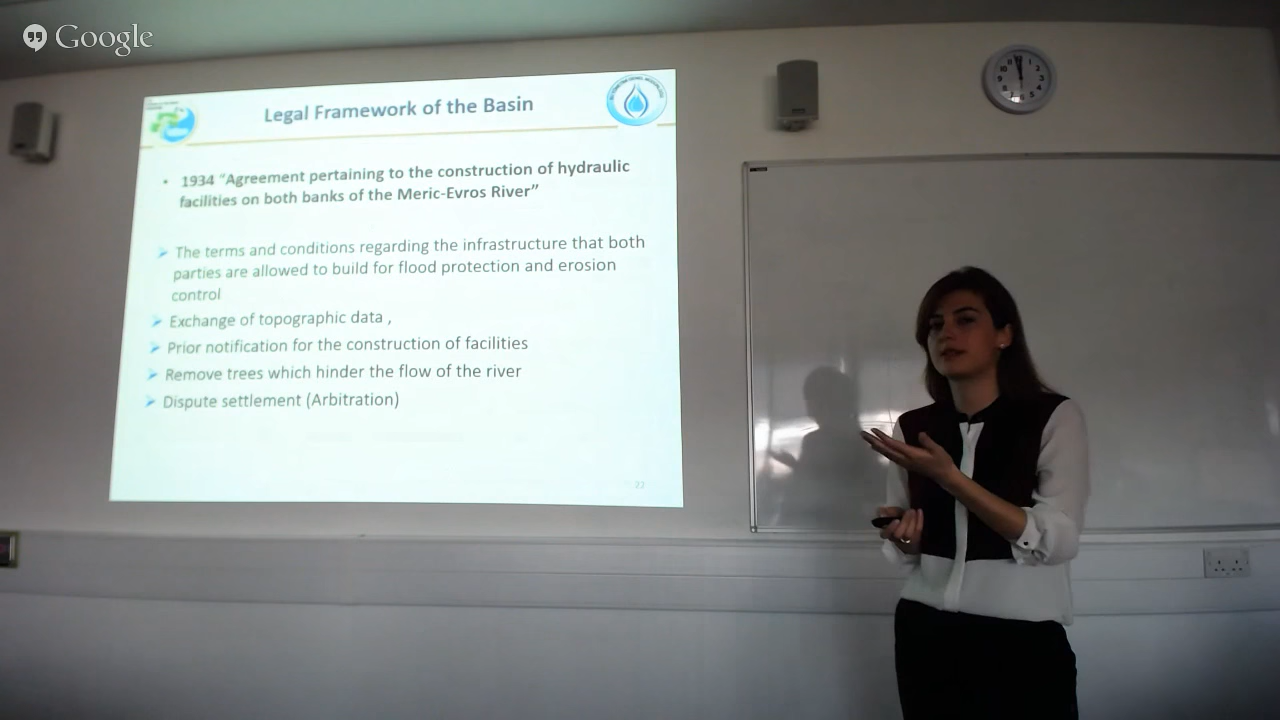 Google
Legal Framework of the Basin
• 1934 “Agreement pertaining to the construction of hydraulic
facilities on both banks of the Meric-Evros River”
The terms and conditions regarding the infrastructure that both
parties are allowed to build for flood protection and erosion
control
Exchange of topographic data ,
Prior notification for the construction of facilities
Remove trees which hinder the flow of the river
Dispute settlement (Arbitration)
22